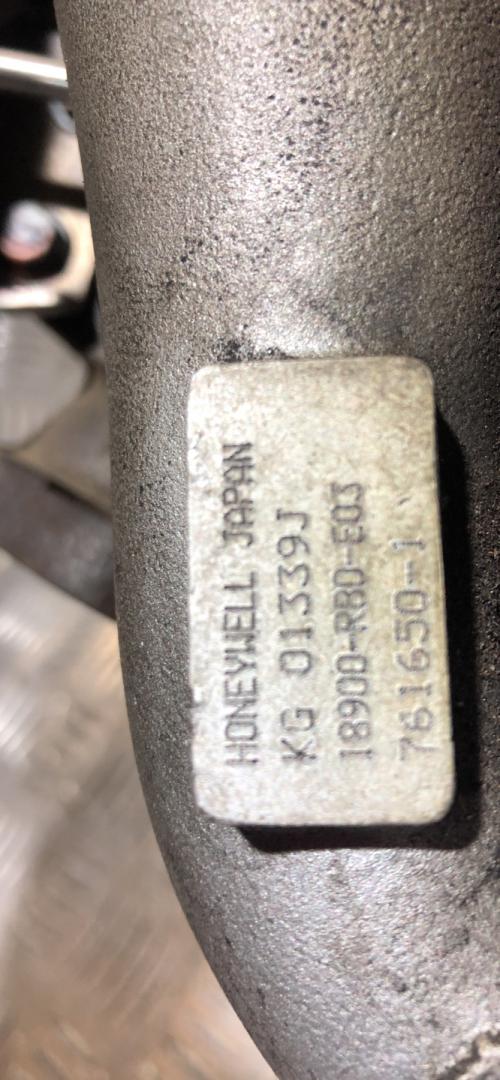 HONEYWELL JAPAN
KG 01339J
18900-RBD-E03
761650-1